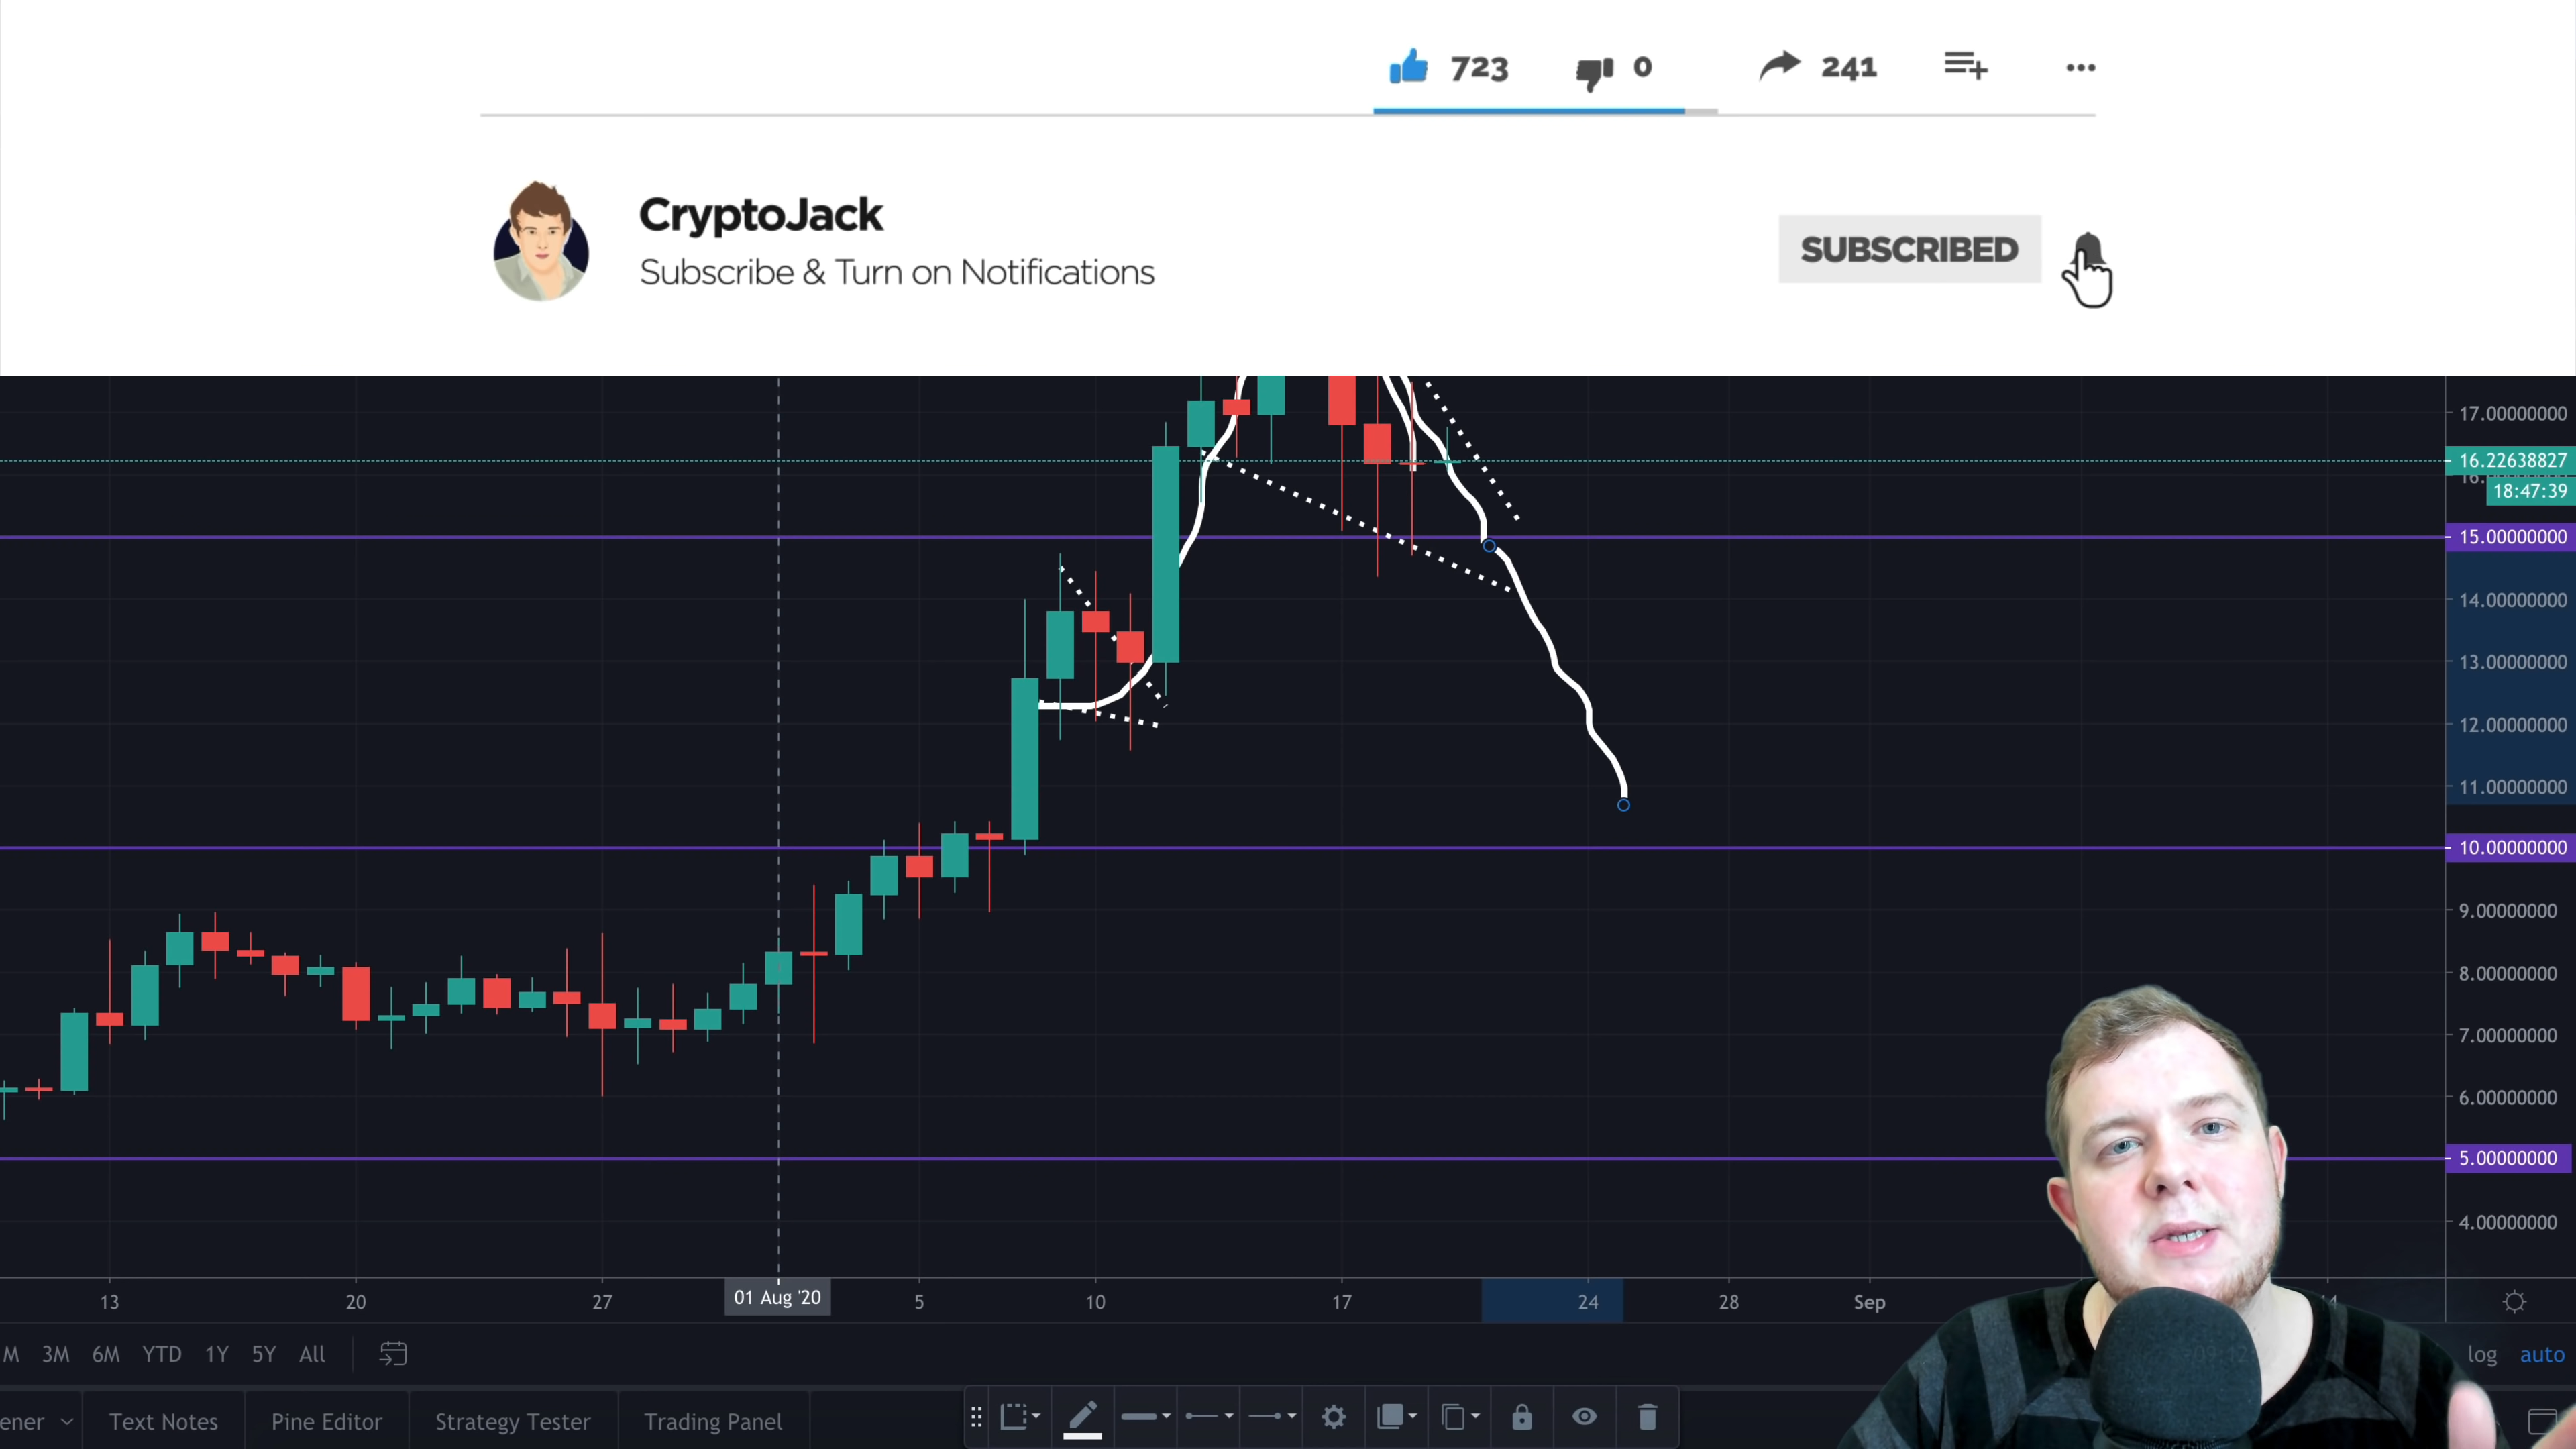 723 0 241
CryptoJack
Subscribe & Turn on Notifications
SUBSCRIBED
17.00000000
16.22638827
16.
18:47:39
15.00000000
14.00000000
13.00000000
12.00000000
11.00000000
10.00000000
9.00000000
8.00000000
7.00000000
6.00000000
5.00000000
4.00000000
13 20 27 01 Aug '20 5 10 17 24 28 Sep
M 3M 6M YTD 1Y 5Y All log auto
ener Text Notes Pine Editor Strategy Tester Trading Panel